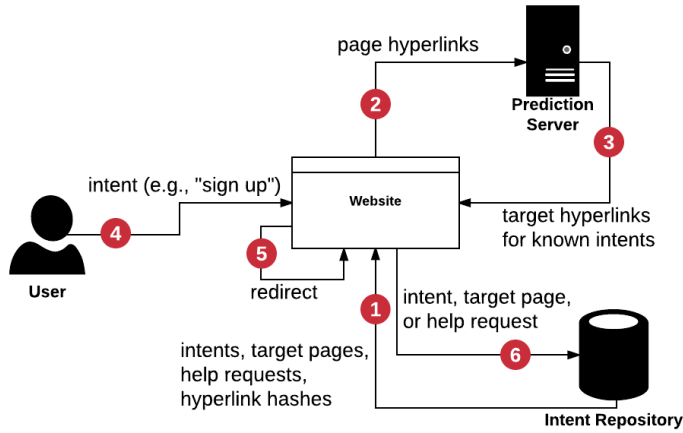 page hyperlinks
2
Prediction
Server
3
intent (e.g., "sign up")
Website
4
target hyperlinks
for known intents
User
5
redirect
1
intent, target page,
or help request
6
intents, target pages,
help requests,
hyperlink hashes
Intent Repository